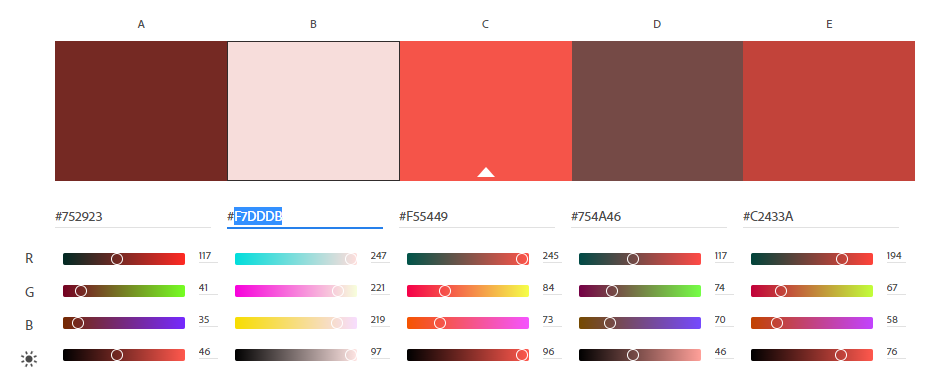 A B C D E
#752923 #F7DDDB #F55449 #754A46 #C2433A
R 117 247 245 117 194
G 41 221 84 74 67
B 35 219 73 70 58
46 97 96 46 76